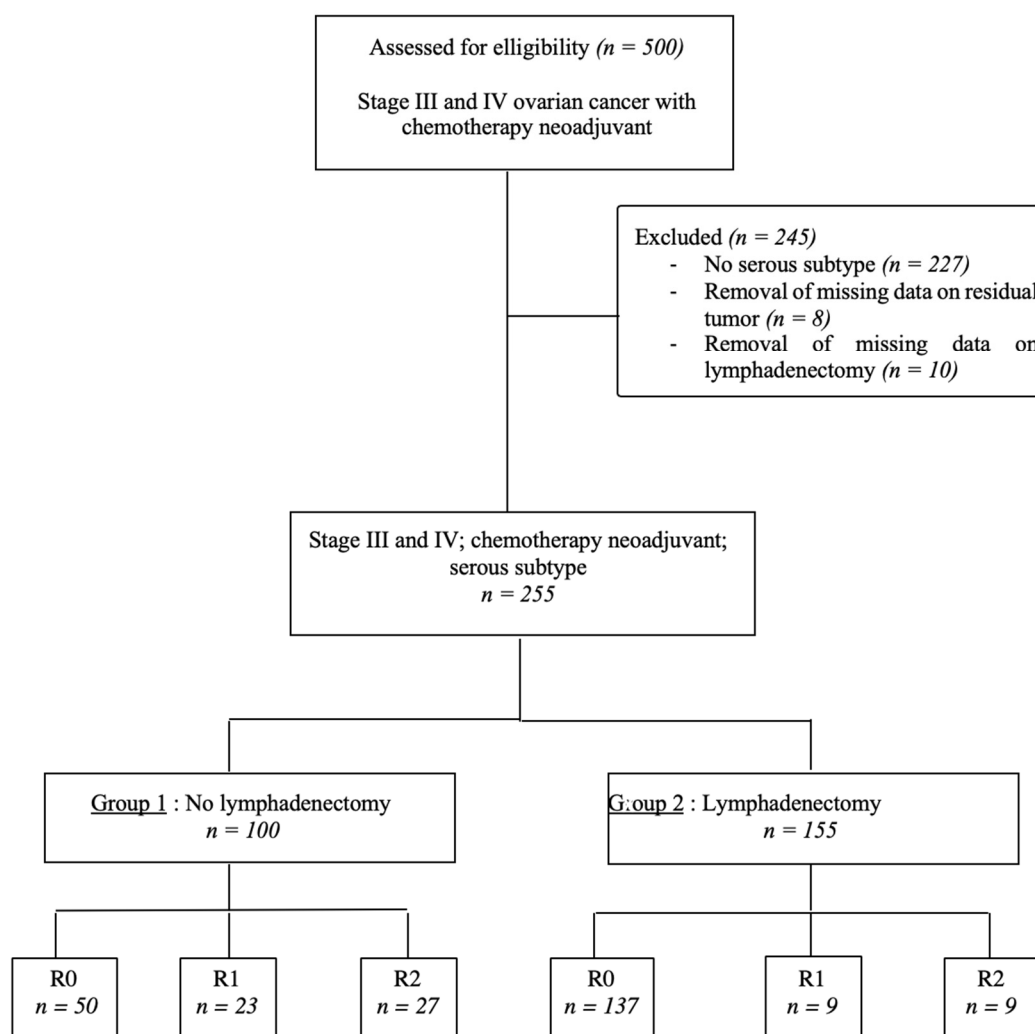 Assessed for elligibility (n = 500)
Stage III and IV ovarian cancer with
chemotherapy neoadjuvant
Excluded (n = 245)
- No serous subtype (n = 227)
- Removal of missing data on residual
tumor (n = 8)
- Removal of missing data on
lymphadenectomy (n = 10)
Stage III and IV; chemotherapy neoadjuvant;
serous subtype
n = 255
Group 1 : No lymphadenectomy
n = 100
Group 2 : Lymphadenectomy
n = 155
R0
n = 50
R1
n = 23
R2
n = 27
R0
n = 137
R1
n = 9
R2
n = 9